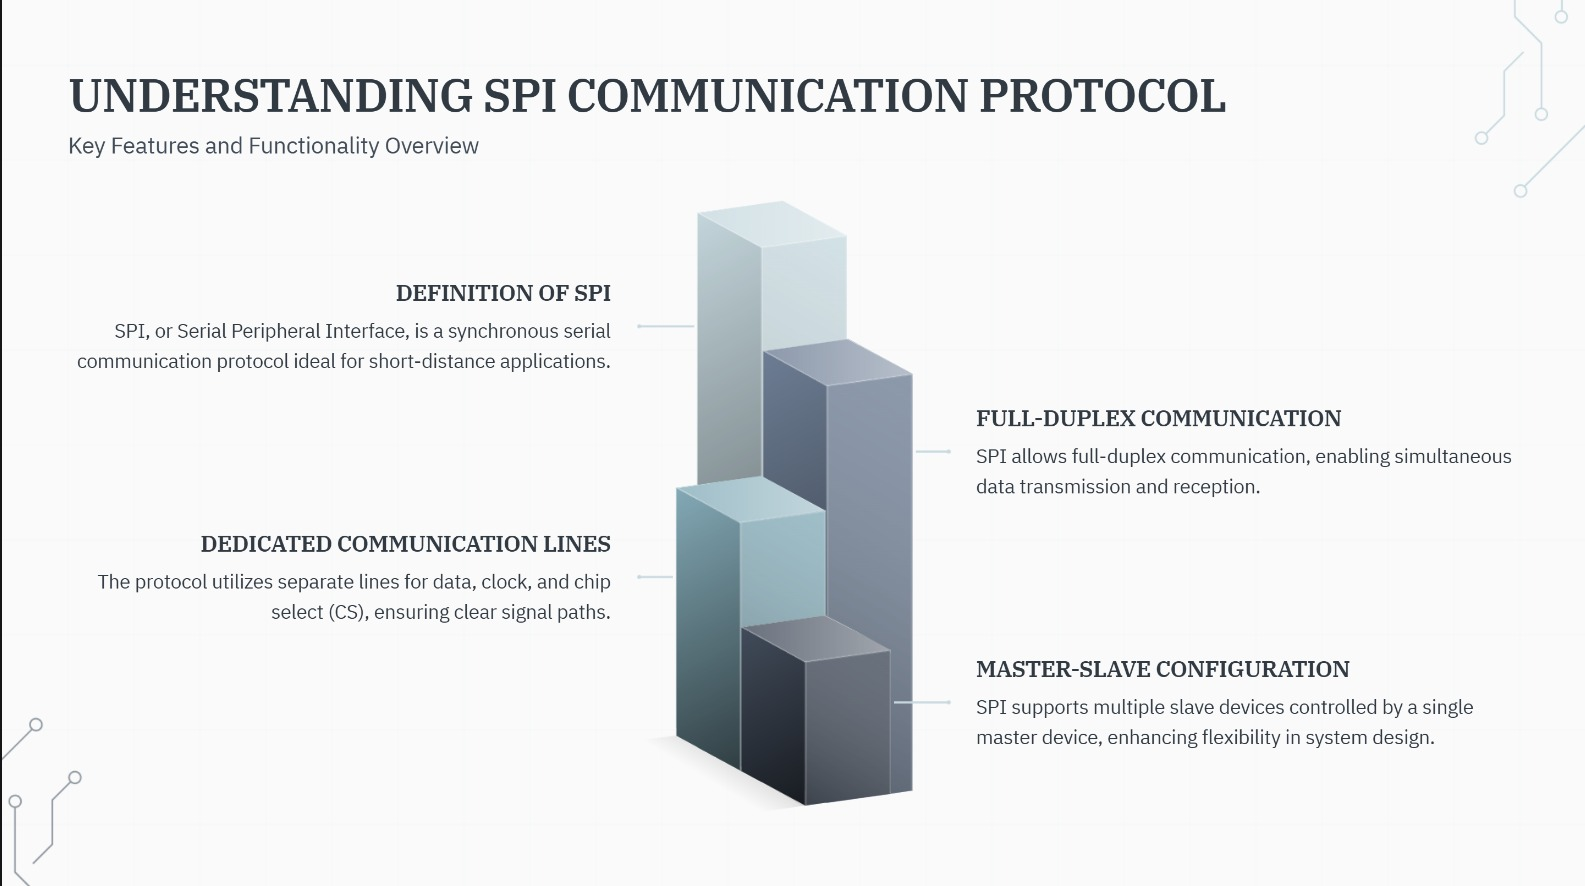 UNDERSTANDING SPI COMMUNICATION PROTOCOL
Key Features and Functionality Overview
DEFINITION OF SPI
SPI, or Serial Peripheral Interface, is a synchronous serial
communication protocol ideal for short-distance applications.
FULL-DUPLEX COMMUNICATION
SPI allows full-duplex communication, enabling simultaneous
data transmission and reception.
DEDICATED COMMUNICATION LINES
The protocol utilizes separate lines for data, clock, and chip
select (CS), ensuring clear signal paths.
MASTER-SLAVE CONFIGURATION
SPI supports multiple slave devices controlled by a single
master device, enhancing flexibility in system design.